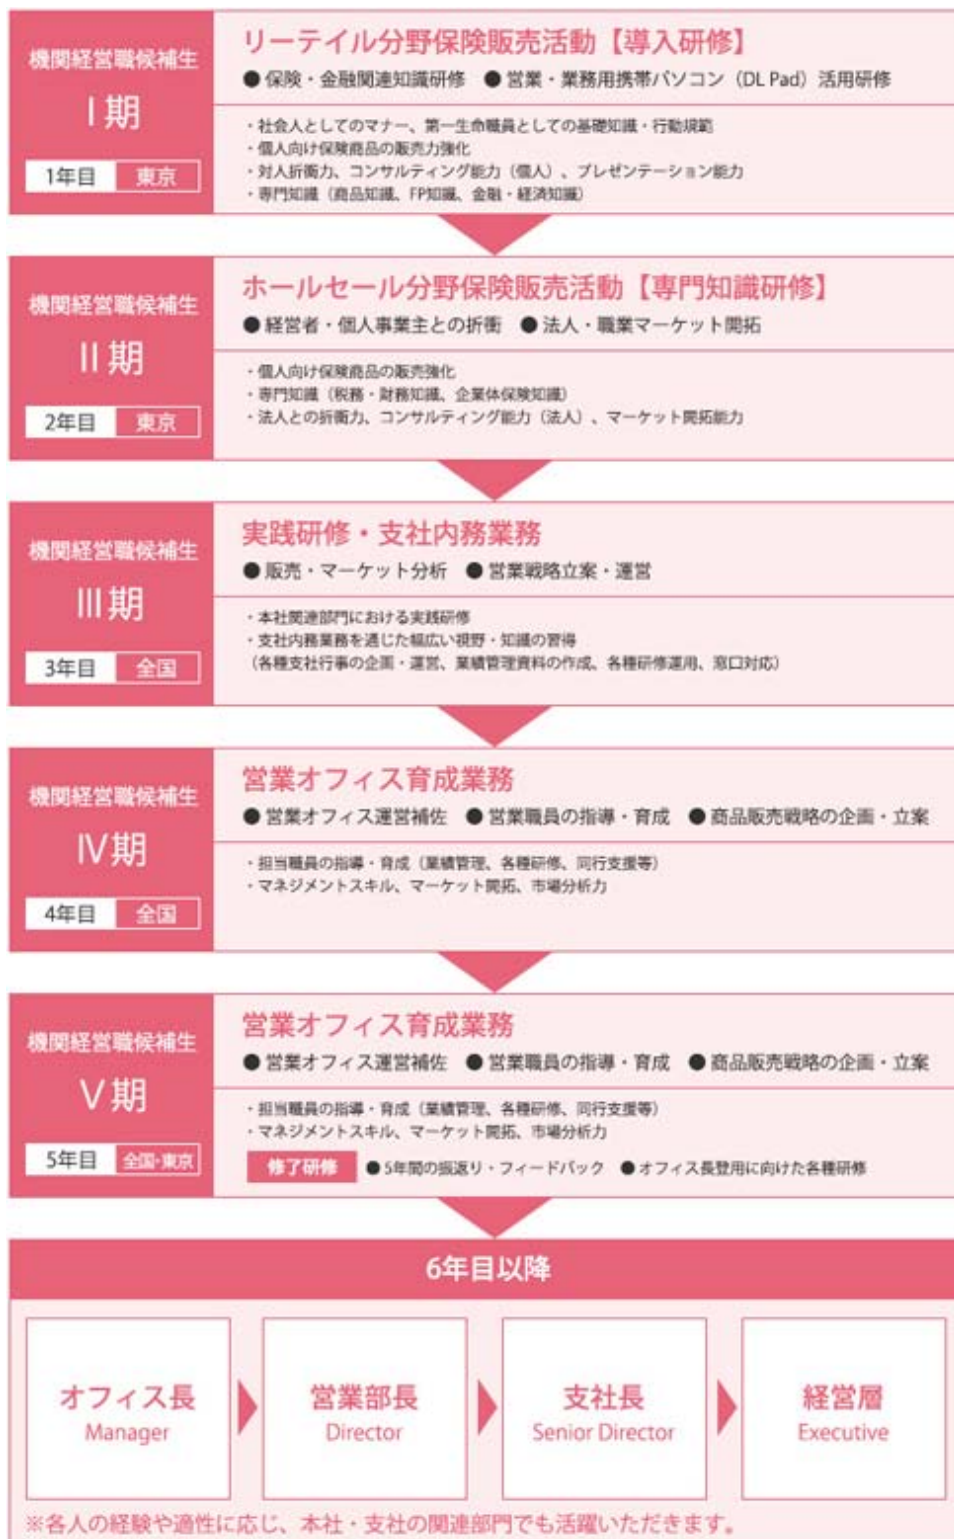 機関経営職候補生
Ⅰ期
1年目 東京
リーテイル分野保険販売活動【導入研修】
● 保険・金融関連知識研修 ● 営業・業務用携帯パソコン（DL Pad）活用研修
・社会人としてのマナー、第一生命職員としての基礎知識・行動規範
・個人向け保険商品の販売力強化
・対人折衝力、コンサルティング能力（個人）、プレゼンテーション能力
・専門知識（商品知識、FP知識、金融・経済知識）
機関経営職候補生
Ⅱ期
2年目 東京
ホールセール分野保険販売活動【専門知識研修】
● 経営者・個人事業主との折衝 ● 法人・職業マーケット開拓
・個人向け保険商品の販売強化
・専門知識（税務・財務知識、企業体保険知識）
・法人との折衝力、コンサルティング能力（法人）、マーケット開拓能力
機関経営職候補生
Ⅲ期
3年目 全国
実践研修・支社内務業務
● 販売・マーケット分析 ● 営業戦略立案・運営
・本社関連部門における実践研修
・支社内務業務を通じた幅広い視野・知識の習得
（各種支社行事の企画・運営、業績管理資料の作成、各種研修運用、窓口対応）
機関経営職候補生
Ⅳ期
4年目 全国
営業オフィス育成業務
● 営業オフィス運営補佐 ● 営業職員の指導・育成 ● 商品販売戦略の企画・立案
・担当職員の指導・育成（業績管理、各種研修、同行支援等）
・マネジメントスキル、マーケット開拓、市場分析力
機関経営職候補生
Ⅴ期
5年目 全国・東京
営業オフィス育成業務
● 営業オフィス運営補佐 ● 営業職員の指導・育成 ● 商品販売戦略の企画・立案
・担当職員の指導・育成（業績管理、各種研修、同行支援等）
・マネジメントスキル、マーケット開拓、市場分析力
修了研修 ● 5年間の振返り・フィードバック ● オフィス長登用に向けた各種研修
6年目以降
オフィス長
Manager
営業部長
Director
支社長
Senior Director
経営層
Executive
※各人の経験や適性に応じ、本社・支社の関連部門でも活躍いただきます。